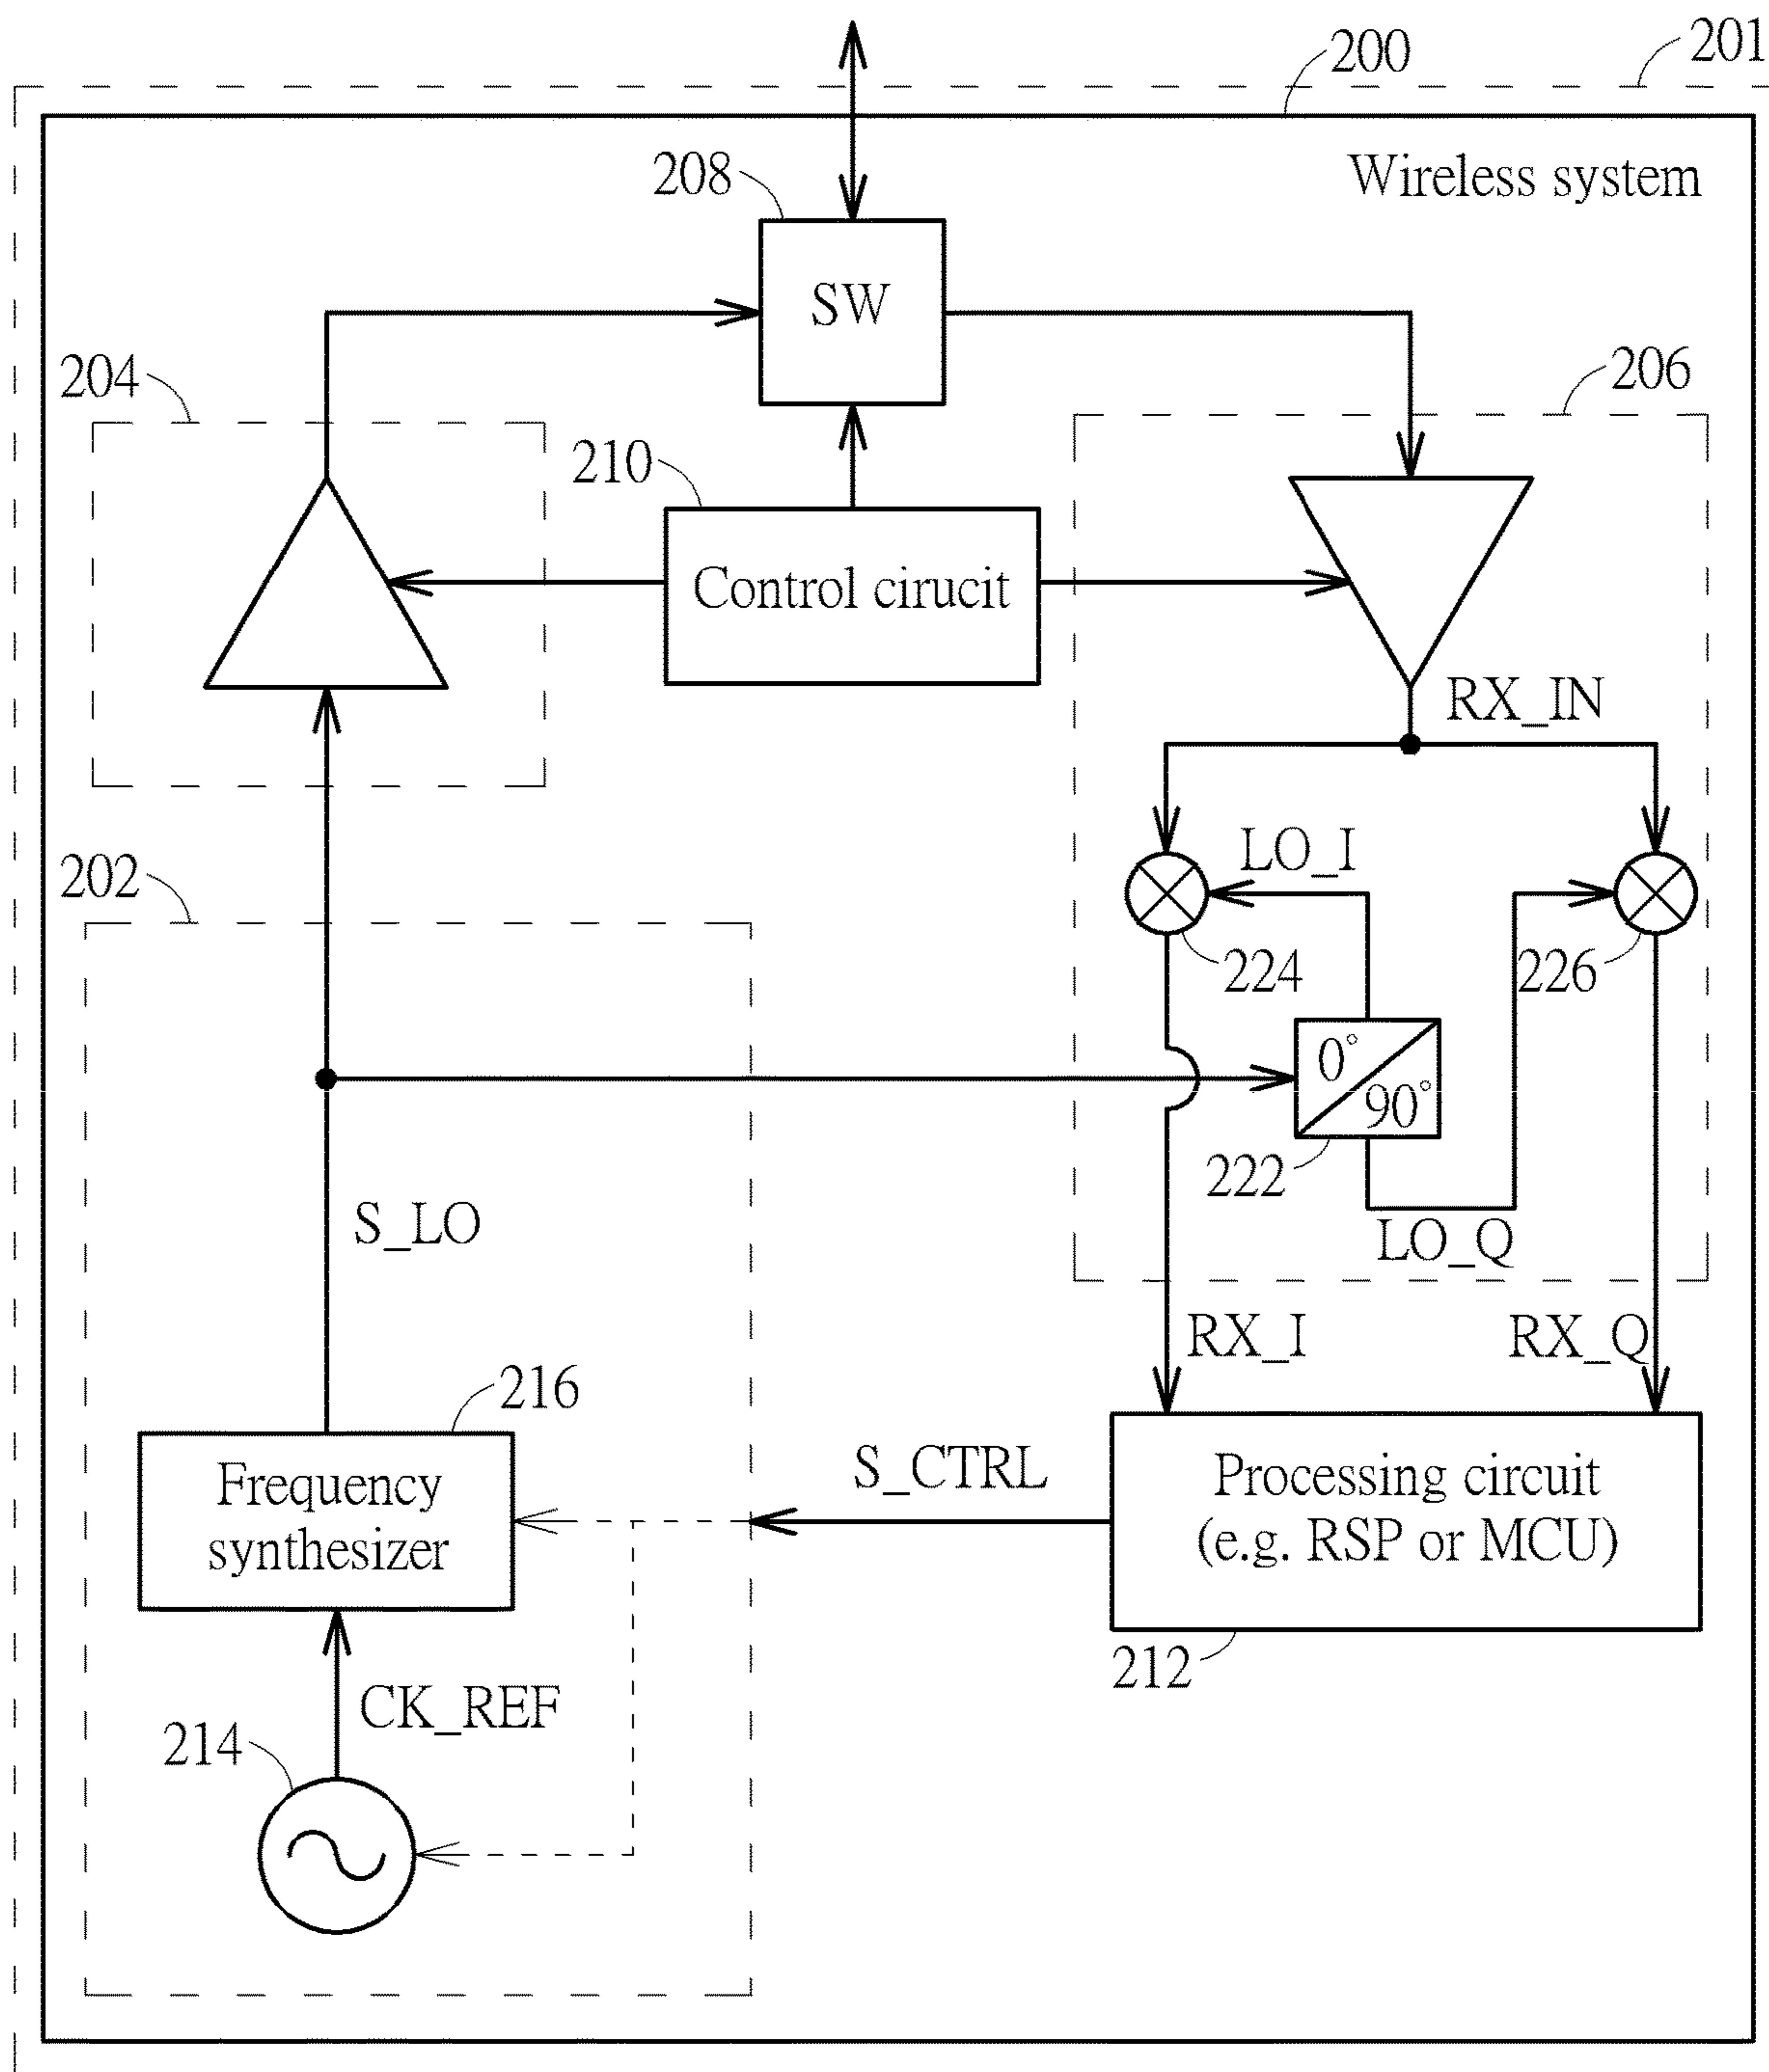 201
200
Wireless system
208
SW
204
206
210
Control cirucit
RX_IN
202
LO_I
224
226
0°
90°
222
S_LO
LO_Q
RX_I
RX_Q
216
Frequency
synthesizer
S_CTRL
Processing circuit
(e.g. RSP or MCU)
212
CK_REF
214